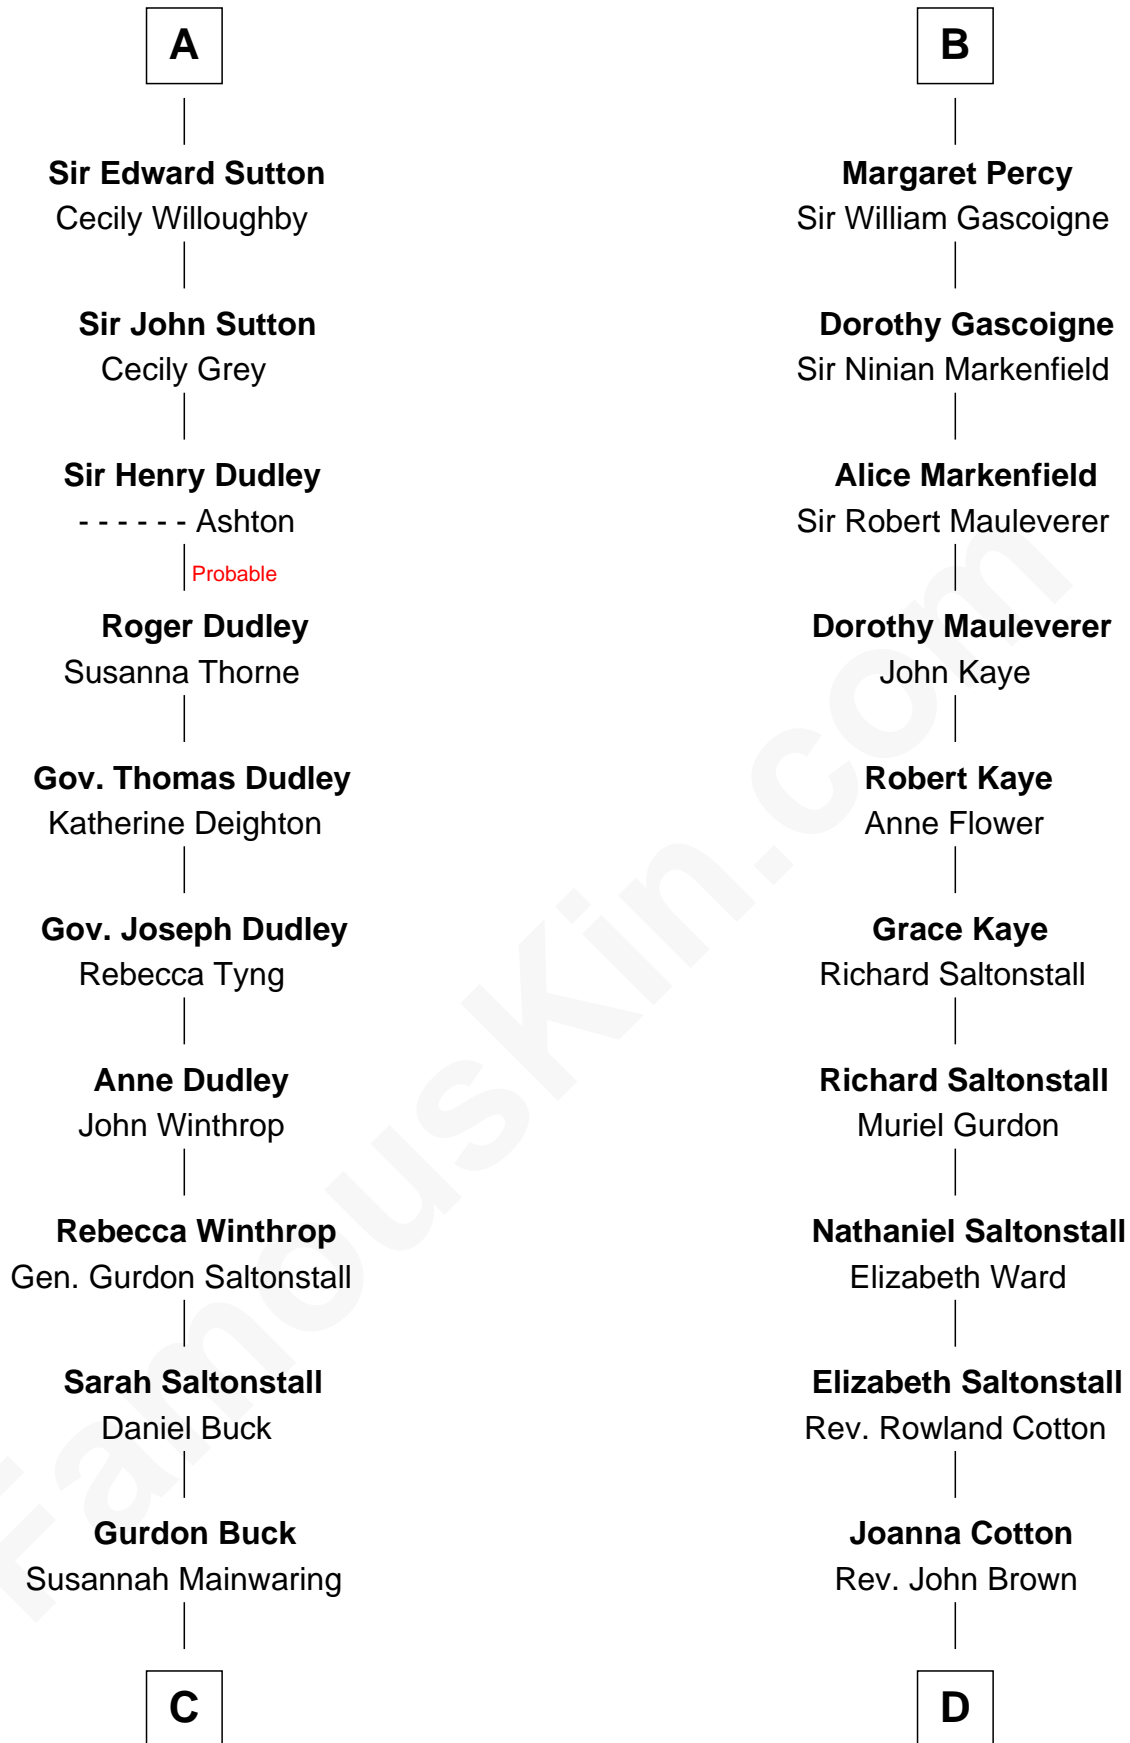 A
Sir Edward Sutton
Cecily Willoughby
Sir John Sutton
Cecily Grey
Sir Henry Dudley
- - - - - - Ashton
Probable
Roger Dudley
Susanna Thorne
Gov. Thomas Dudley
Katherine Deighton
Gov. Joseph Dudley
Rebecca Tyng
Anne Dudley
John Winthrop
Rebecca Winthrop
Gen. Gurdon Saltonstall
Sarah Saltonstall
Daniel Buck
Gurdon Buck
Susannah Mainwaring
C
B
Margaret Percy
Sir William Gascoigne
Dorothy Gascoigne
Sir Ninian Markenfield
Alice Markenfield
Sir Robert Mauleverer
Dorothy Mauleverer
John Kaye
Robert Kaye
Anne Flower
Grace Kaye
Richard Saltonstall
Richard Saltonstall
Muriel Gurdon
Nathaniel Saltonstall
Elizabeth Ward
Elizabeth Saltonstall
Rev. Rowland Cotton
Joanna Cotton
Rev. John Brown
D
FamousKin.com